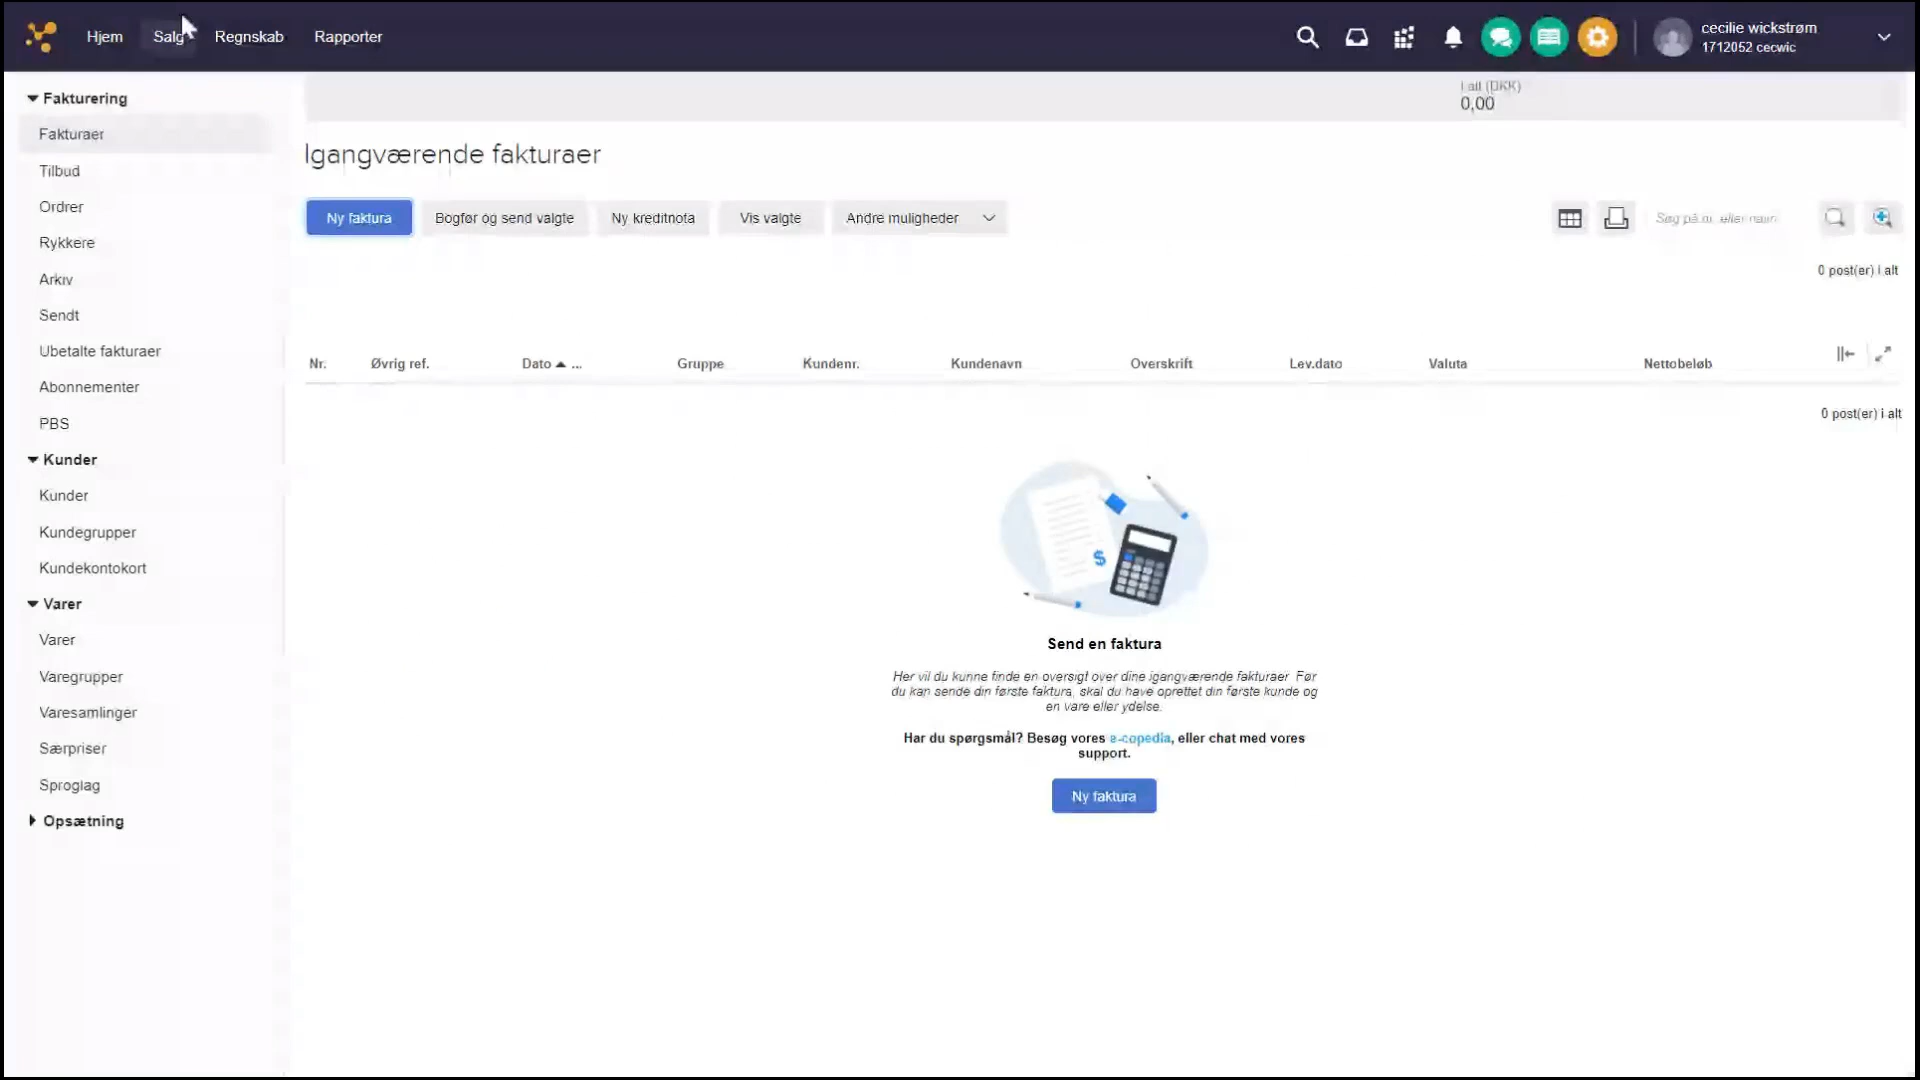 Hjem Salg Regnskab Rapporter
cecilie wickstrøm
1712052 cecwic
Fakturering
Fakturaer
Tilbud
Ordrer
Rykkere
Arkiv
Sendt
Ubetalte fakturaer
Abonnementer
PBS
Kunder
Kunder
Kundegrupper
Kundekontokort
Varer
Varer
Varegrupper
Varesamlinger
Særpriser
Sproglag
Opsætning
I alt (DKK)
0,00
Igangværende fakturaer
Ny faktura Bogfør og send valgte Ny kreditnota Vis valgte Andre muligheder Søg på nr. eller navn
0 post(er) i alt
Nr. Øvrig ref. Dato ... Gruppe Kundenr. Kundenavn Overskrift Lev.dato Valuta Nettobeløb
0 post(er) i alt
Send en faktura
Her vil du kunne finde en oversigt over dine igangværende fakturaer. Før
du kan sende din første faktura, skal du have oprettet din første kunde og
en vare eller ydelse.
Har du spørgsmål? Besøg vores e-copedia, eller chat med vores
support.
Ny faktura